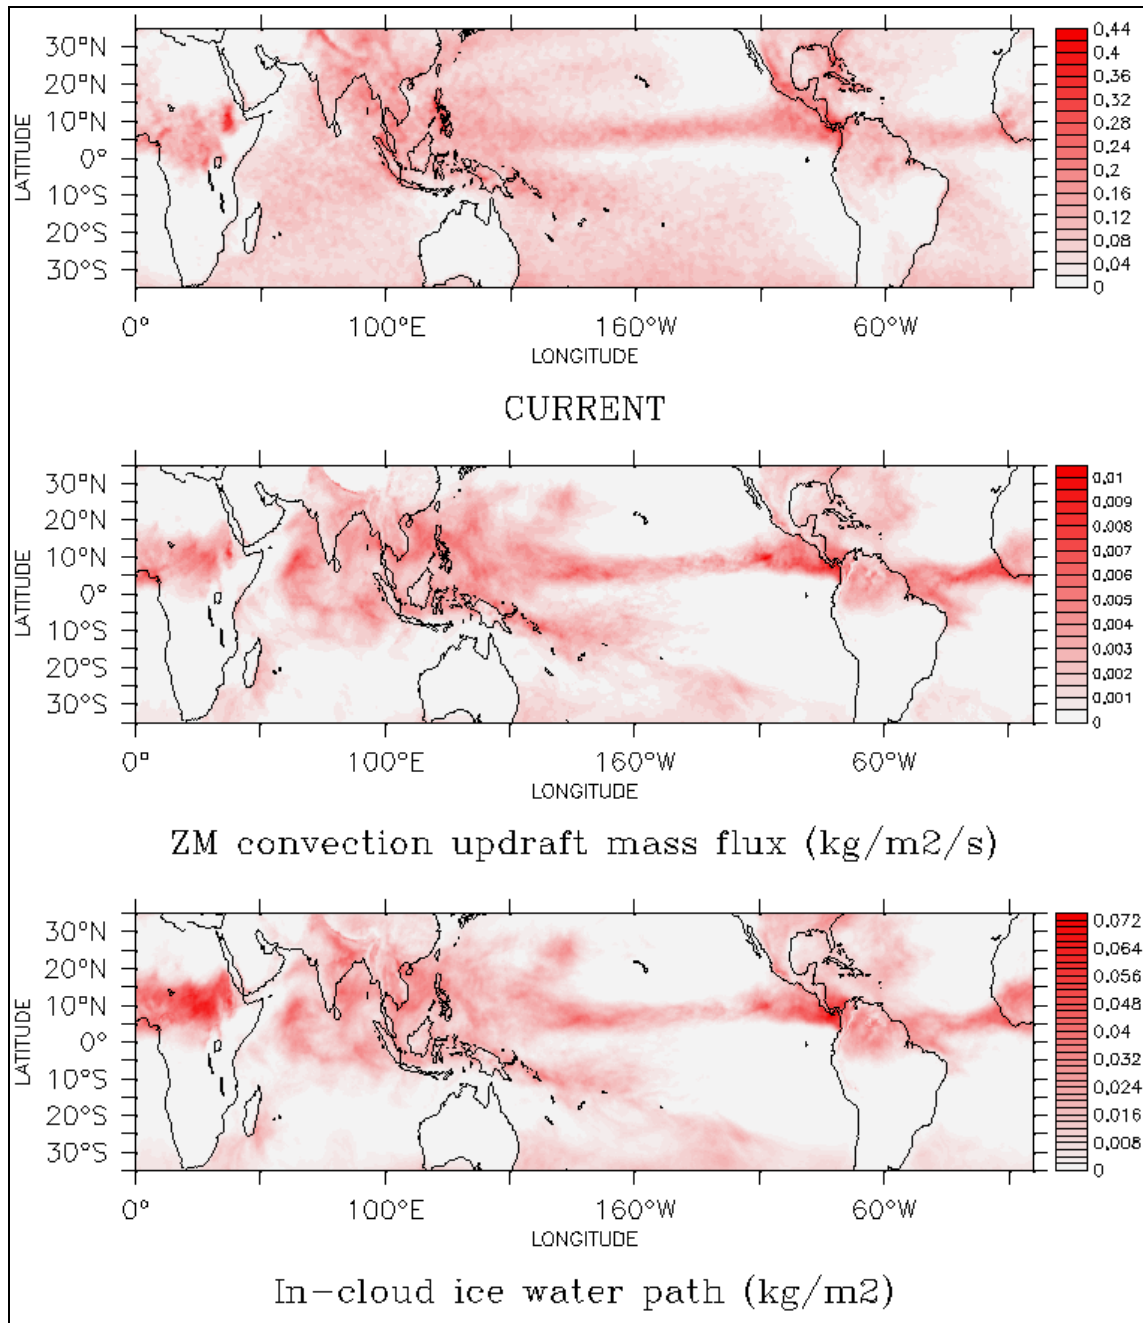 0.44
30°N
0.4
20°N
0.36
0.32
10°N
0.28
LATITUDE
0.24
0°
0.2
10°S
0.16
20°S
0.12
0.08
30°S
0.04
0
0° 100°E 160°W 60°W
LONGITUDE
CURRENT
30°N
0.01
20°N
0.009
0.008
10°N
0.007
LATITUDE
0.006
0°
0.005
10°S
0.004
20°S
0.003
0.002
30°S
0.001
0
0° 100°E 160°W 60°W
LONGITUDE
ZM convection updraft mass flux (kg/m2/s)
30°N
0.072
20°N
0.064
0.056
10°N
0.048
LATITUDE
0°
0.04
10°S
0.032
0.024
20°S
0.016
30°S
0.008
0
0° 100°E 160°W 60°W
LONGITUDE
In-cloud ice water path (kg/m2)